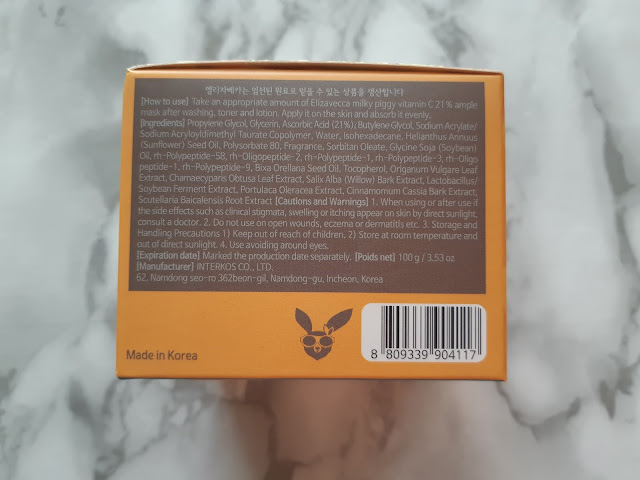 엘리자베카는 엄선된 원료로 믿을 수 있는 상품을 생산합니다
[How to use] Take an appropriate amount of Elizavecca milky piggy vitamin C 21% ample
mask after washing, toner and lotion. Apply it on the skin and absorb it evenly.
[Ingredients] Propylene Glycol, Glycerin, Ascorbic Acid (21%), Butylene Glycol, Sodium Acrylate/
Sodium Acryloyldimethyl Taurate Copolymer, Water, Isohexadecane, Helianthus Annuus
(Sunflower) Seed Oil, Polysorbate 80, Fragrance, Sorbitan Oleate, Glycine Soja (Soybean)
Oil, rh-Polypeptide-58, rh-Oligopeptide-2, rh-Polypeptide-1, rh-Polypeptide-3, rh-Oligo
peptide-1, rh-Polypeptide-9, Bixa Orellana Seed Oil, Tocopherol, Origanum Vulgare Leaf
Extract, Chamaecyparis Obtusa Leaf Extract, Salix Alba (Willow) Bark Extract, Lactobacillus/
Soybean Ferment Extract, Portulaca Oleracea Extract, Cinnamomum Cassia Bark Extract,
Scutellaria Baicalensis Root Extract [Cautions and Warnings] 1. When using or after use if
the side effects such as clinical stigmata, swelling or itching appear on skin by direct sunlight,
consult a doctor. 2. Do not use on open wounds, eczema or dermatitis etc. 3. Storage and
Handling Precautions 1) Keep out of reach of children. 2) Store at room temperature and
out of direct sunlight. 4. Use avoiding around eyes.
[Expiration date] Marked the production date separately. [Poids net] 100 g / 3.53 oz
[Manufacturer] INTERKOS CO., LTD.
62, Namdong seo-ro 362beon-gil, Namdong-gu, Incheon, Korea
Made in Korea
8 809339 904117